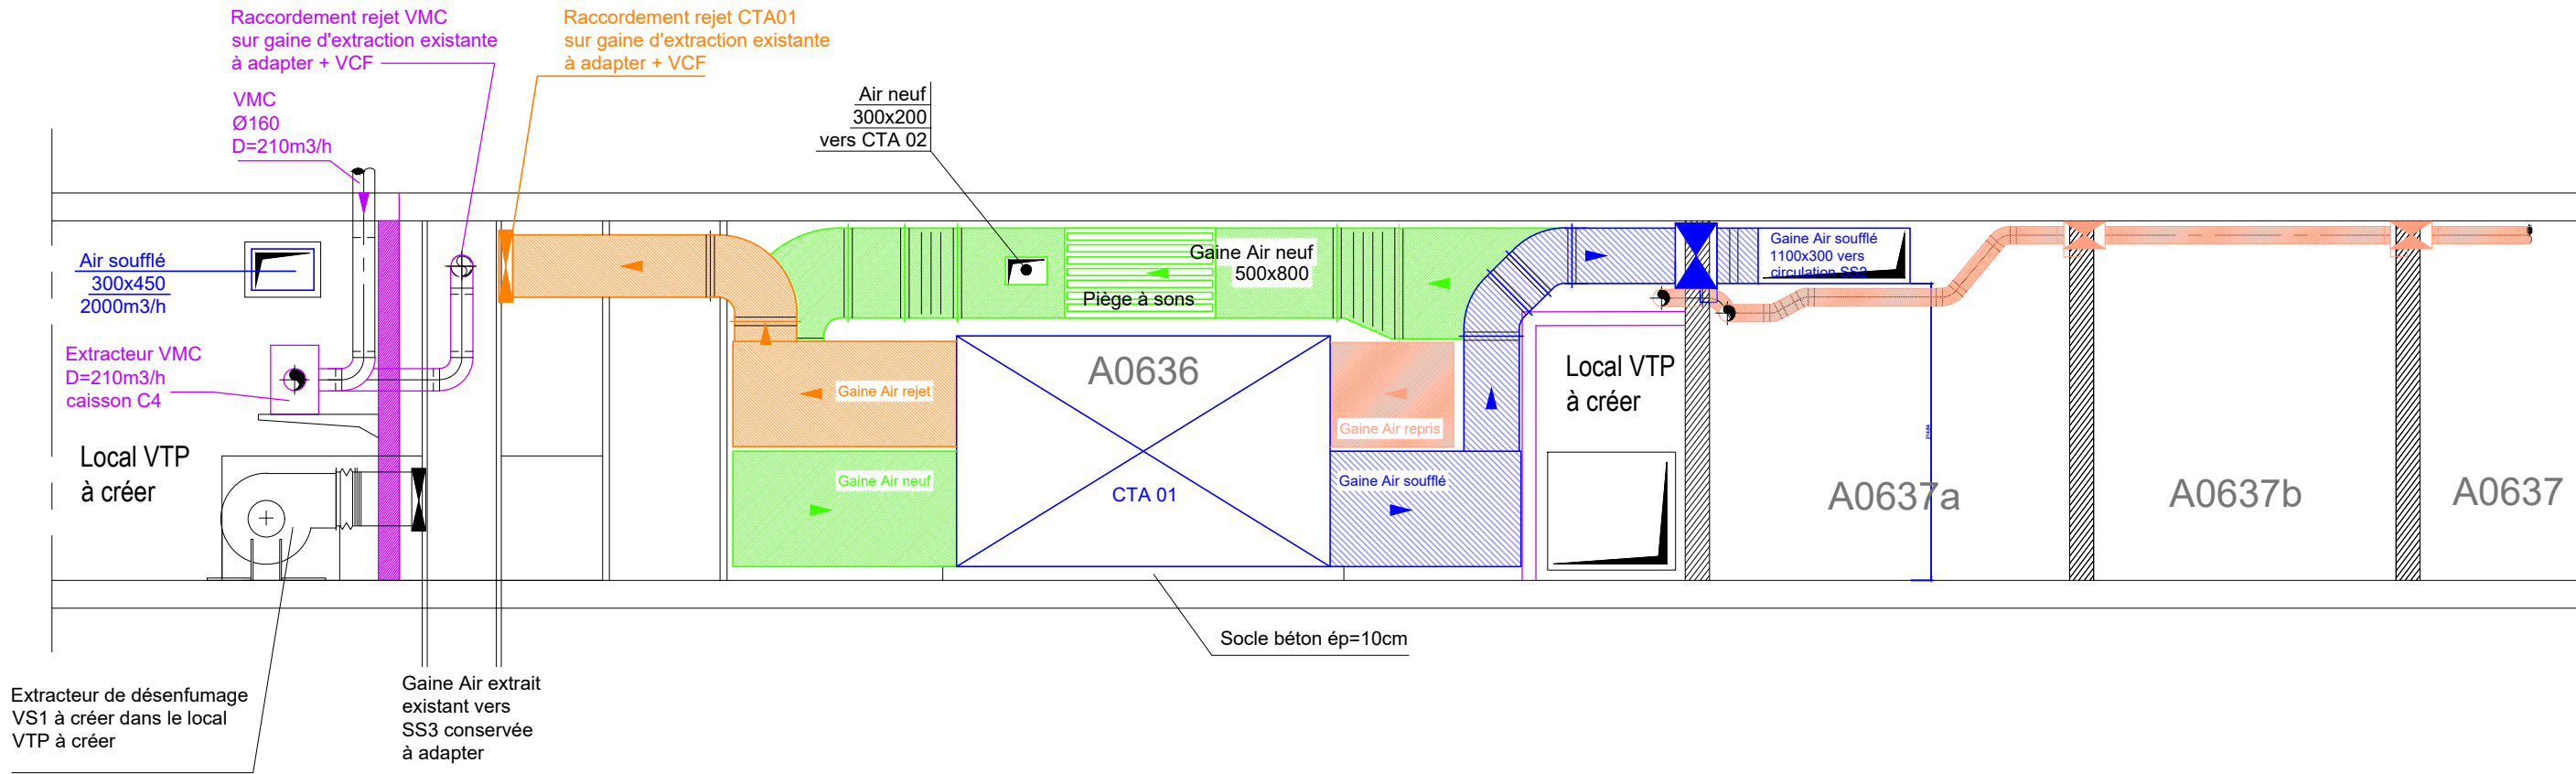 Raccordement rejet VMC
sur gaine d'extraction existante
à adapter + VCF
Raccordement rejet CTA01
sur gaine d'extraction existante
à adapter + VCF
VMC
Ø160
D=210m3/h
Air neuf
300x200
vers CTA 02
Air soufflé
300x450
2000m3/h
Gaine Air neuf
500x800
Piège à sons
Gaine Air soufflé
1100x300 vers
circulation SS2
Extracteur VMC
D=210m3/h
caisson C4
Local VTP
à créer
Gaine Air rejet
Gaine Air neuf
A0636
CTA 01
Gaine Air repris
Gaine Air soufflé
Local VTP
à créer
A0637a
A0637b
A0637
Socle béton ép=10cm
Extracteur de désenfumage
VS1 à créer dans le local
VTP à créer
Gaine Air extrait
existant vers
SS3 conservée
à adapter